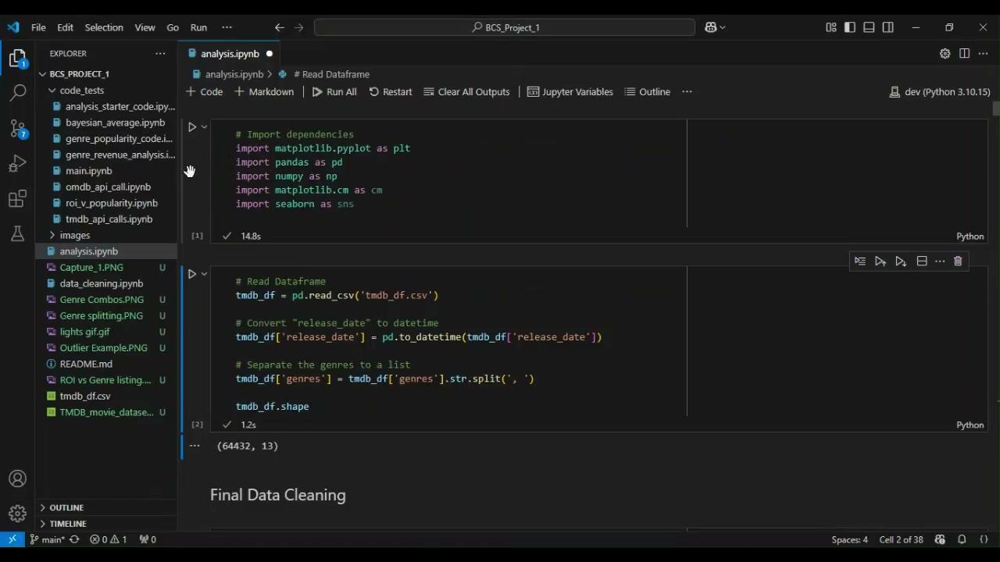 File Edit Selection View Go Run ··· BCS_Project_1
EXPLORER ···
analysis.ipynb
BCS_PROJECT_1
analysis.ipynb > # Read Dataframe
code_tests
+ Code + Markdown Run All Restart Clear All Outputs Jupyter Variables Outline ··· dev (Python 3.10.15)
analysis_starter_code.ipy...
bayesian_average.ipynb
genre_popularity_code.i...
genre_revenue_analysis.i...
main.ipynb
omdb_api_call.ipynb
roi_v_popularity.ipynb
tmdb_api_calls.ipynb
images
analysis.ipynb
Capture_1.PNG U
data_cleaning.ipynb
Genre Combos.PNG U
Genre splitting.PNG U
lights gif.gif U
Outlier Example.PNG U
README.md
ROI vs Genre listing.... U
tmdb_df.csv
TMDB_movie_datase... U
OUTLINE
TIMELINE
1
7
# Import dependencies
import matplotlib.pyplot as plt
import pandas as pd
import numpy as np
import matplotlib.cm as cm
import seaborn as sns
[1] 14.8s Python
# Read Dataframe
tmdb_df = pd.read_csv('tmdb_df.csv')
# Convert "release_date" to datetime
tmdb_df['release_date'] = pd.to_datetime(tmdb_df['release_date'])
# Separate the genres to a list
tmdb_df['genres'] = tmdb_df['genres'].str.split(', ')
tmdb_df.shape
[2] 1.2s Python
··· (64432, 13)
Final Data Cleaning
main* 0 1 0 Spaces: 4 Cell 2 of 38